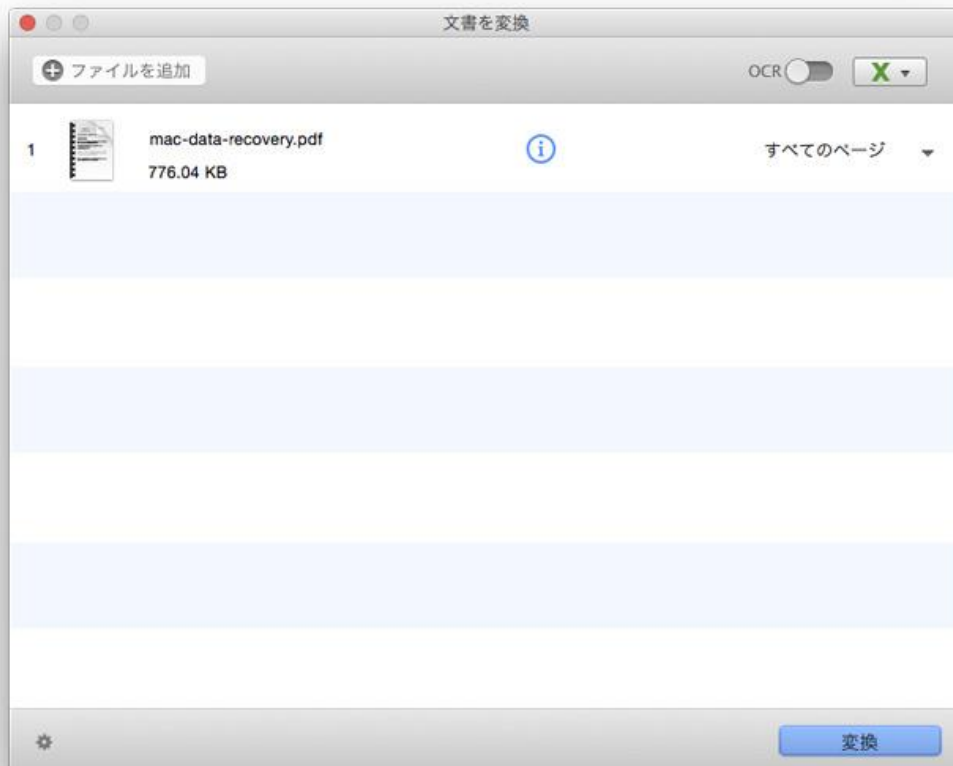 文書を変換
ファイルを追加
OCR
X
1
mac-data-recovery.pdf
776.04 KB
i
すべてのページ
変換